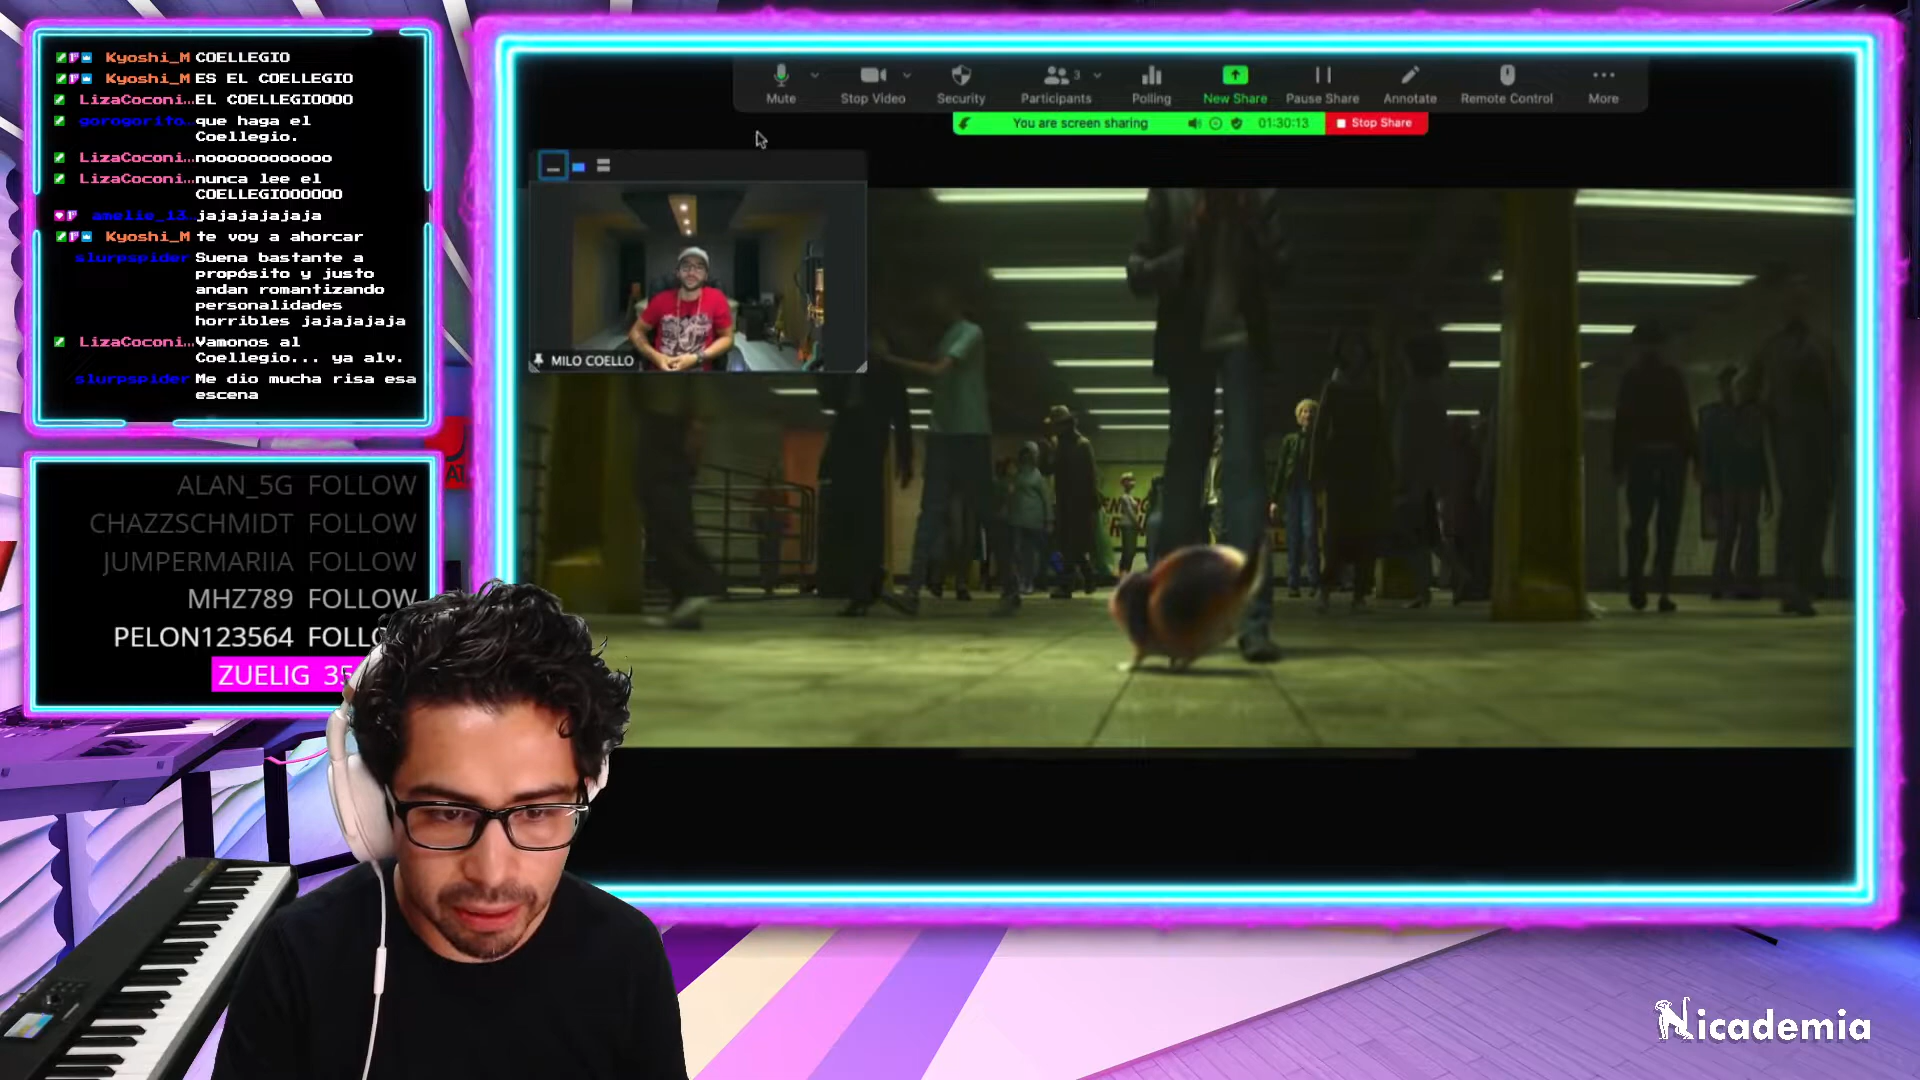 Kyoshi_M COELLEGIO
Kyoshi_M ES EL COELLEGIO
LizaCoconi...EL COELLEGIOOOO
gorogorito...que haga el
Coellegio.
LizaCoconi...noooooooooooo
LizaCoconi...nunca lee el
COELLEGIOOOOOO
amelie_13...jajajajajaja
Kyoshi_M te voy a ahorcar
slurpspider Suena bastante a
propósito y justo
andan romantizando
personalidades
horribles jajajajaja
LizaCoconi...Vamonos al
Coellegio... ya alv.
slurpspider Me dio mucha risa esa
escena
ALAN_5G FOLLOW
CHAZZSCHMIDT FOLLOW
JUMPERMARIIA FOLLOW
MHZ789 FOLLOW
PELON123564 FOLLO
ZUELIG 35
Mute
Stop Video
Security
3
Participants
Polling
New Share
Pause Share
Annotate
Remote Control
More
You are screen sharing 01:30:13 Stop Share
MILO COELLO
Nicademia